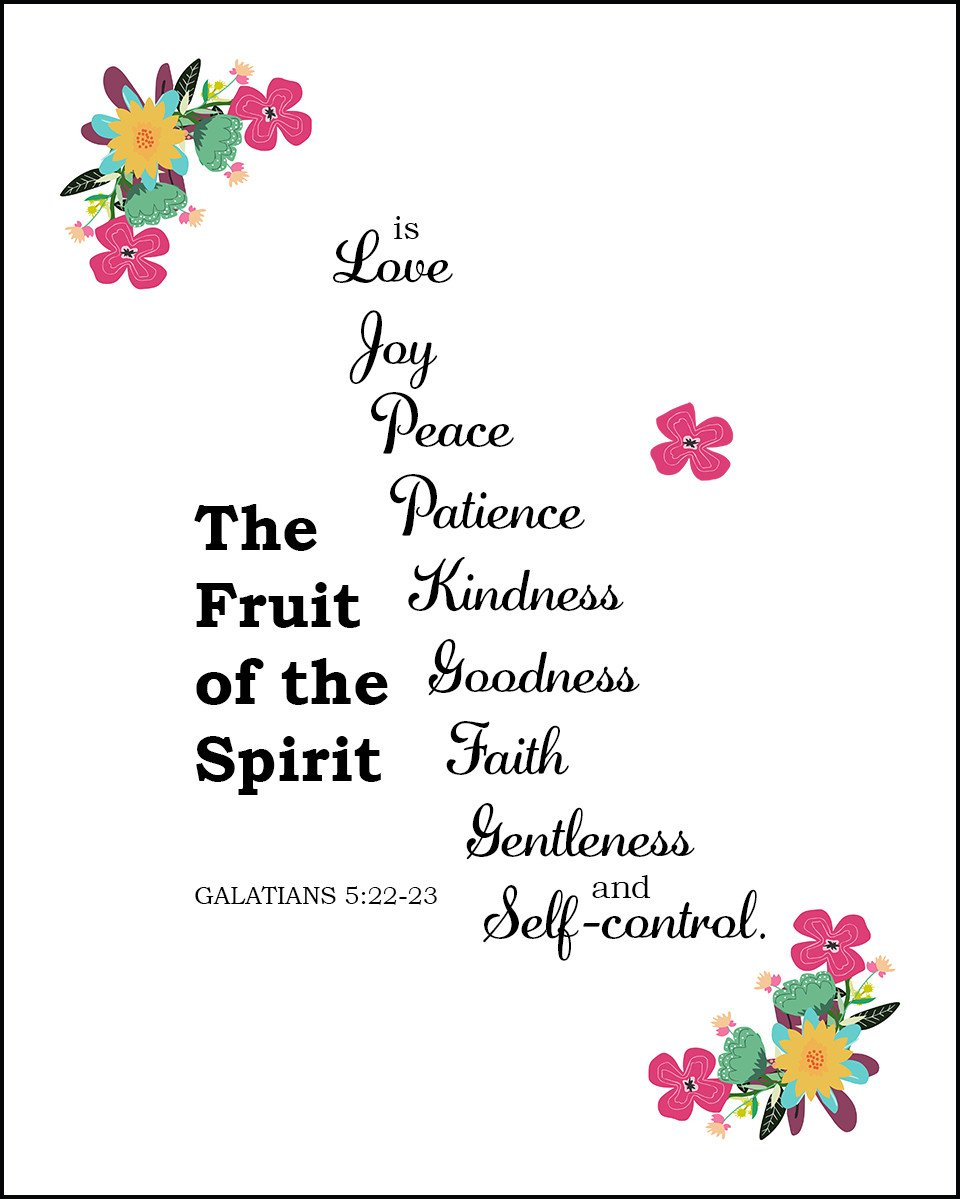 The
Fruit
of the
Spirit
is
Love
Joy
Peace
Patience
Kindness
Goodness
Faith
Gentleness
and
Self-control.
GALATIANS 5:22-23